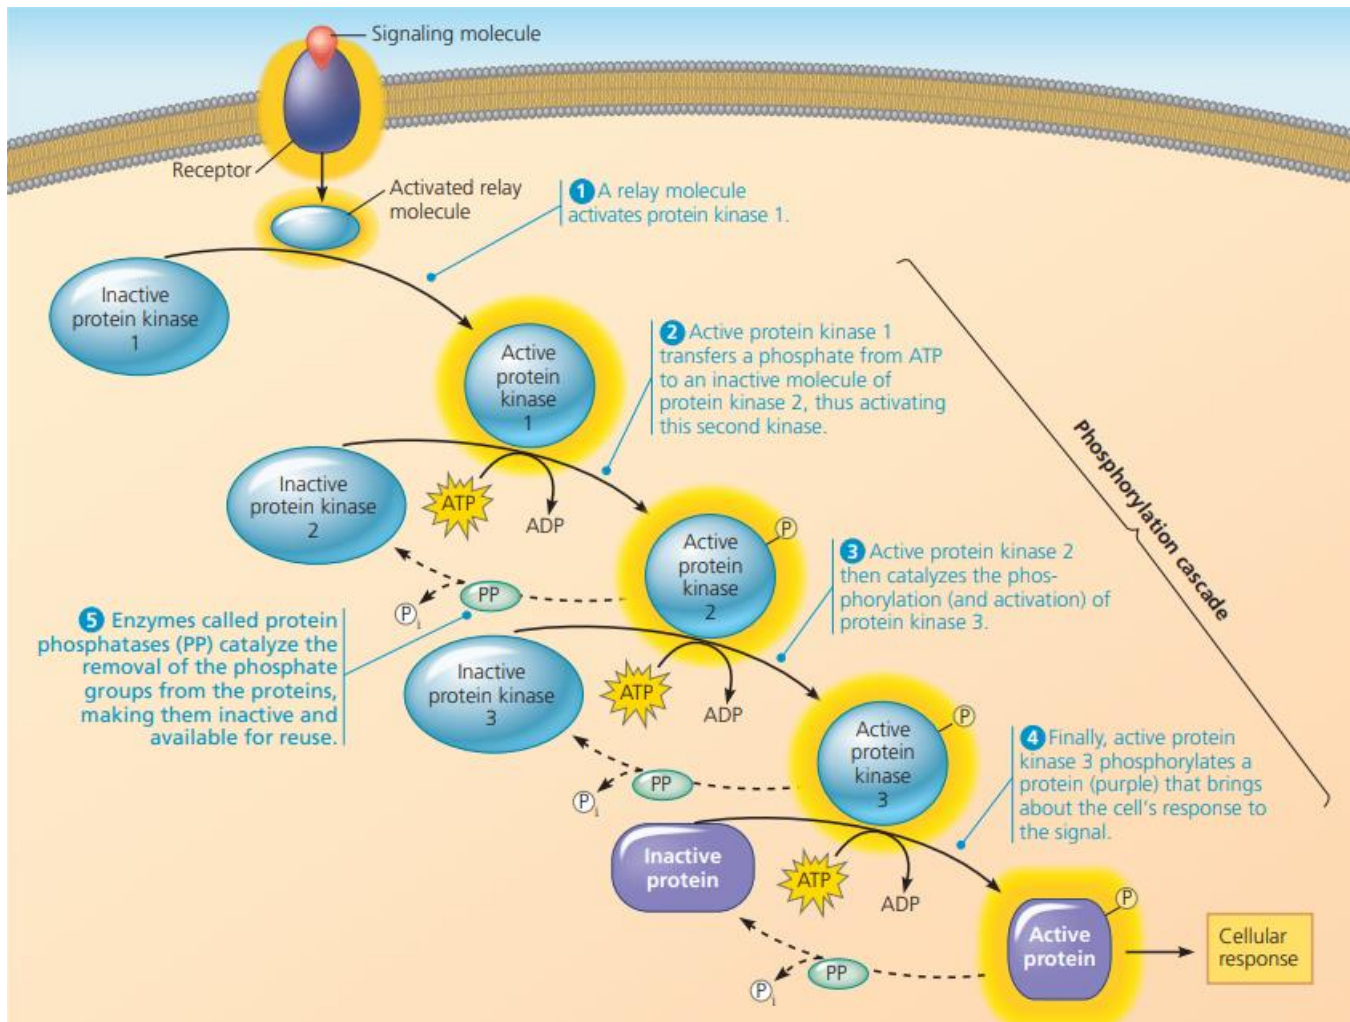 Signaling molecule
Receptor
Activated relay
molecule
1 A relay molecule
activates protein kinase 1.
Inactive
protein kinase
1
Active
protein
kinase
1
2 Active protein kinase 1
transfers a phosphate from ATP
to an inactive molecule of
protein kinase 2, thus activating
this second kinase.
Phosphorylation cascade
Inactive
protein kinase
2
ATP
ADP
Active
protein
kinase
2
P
3 Active protein kinase 2
then catalyzes the phos-
phorylation (and activation) of
protein kinase 3.
PP
Pi
5 Enzymes called protein
phosphatases (PP) catalyze the
removal of the phosphate
groups from the proteins,
making them inactive and
available for reuse.
Inactive
protein kinase
3
ATP
ADP
Active
protein
kinase
3
P
4 Finally, active protein
kinase 3 phosphorylates a
protein (purple) that brings
about the cell's response to
the signal.
PP
Pi
Inactive
protein
ATP
ADP
Active
protein
P
Cellular
response
PP
Pi